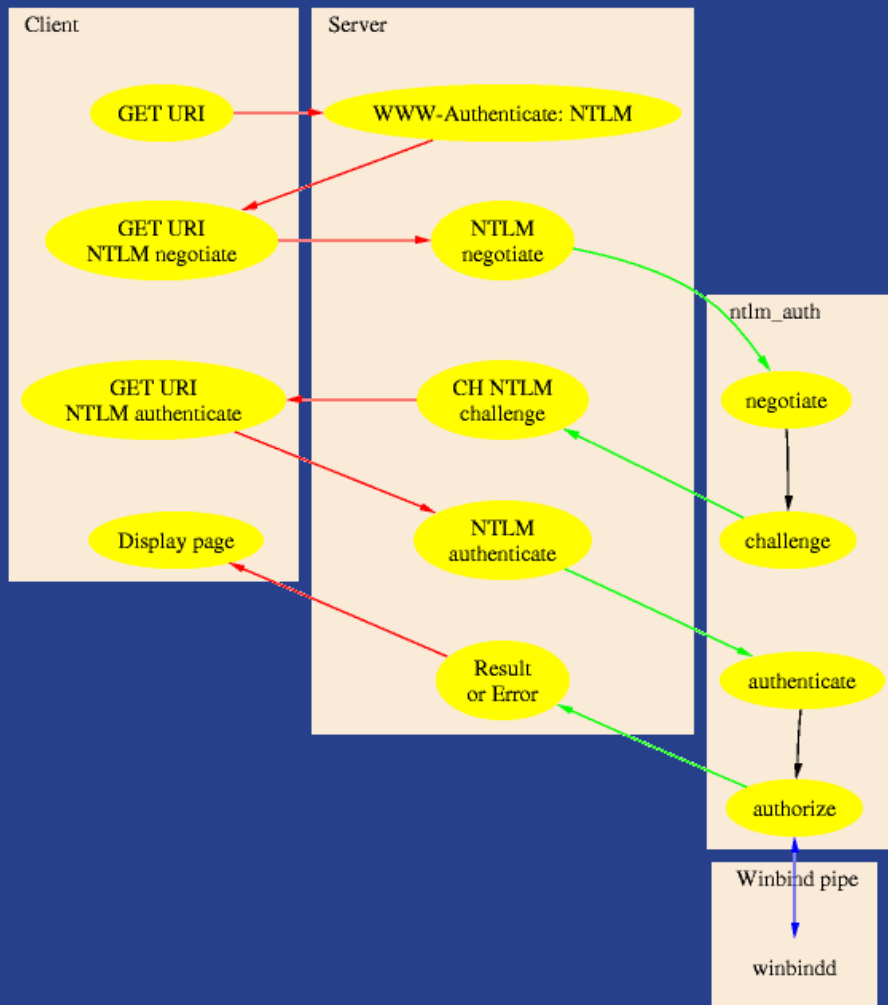 Client
Server
GET URI
WWW-Authenticate: NTLM
GET URI
NTLM negotiate
NTLM
negotiate
ntlm_auth
GET URI
NTLM authenticate
CH NTLM
challenge
negotiate
Display page
NTLM
authenticate
challenge
Result
or Error
authenticate
authorize
Winbind pipe
winbindd